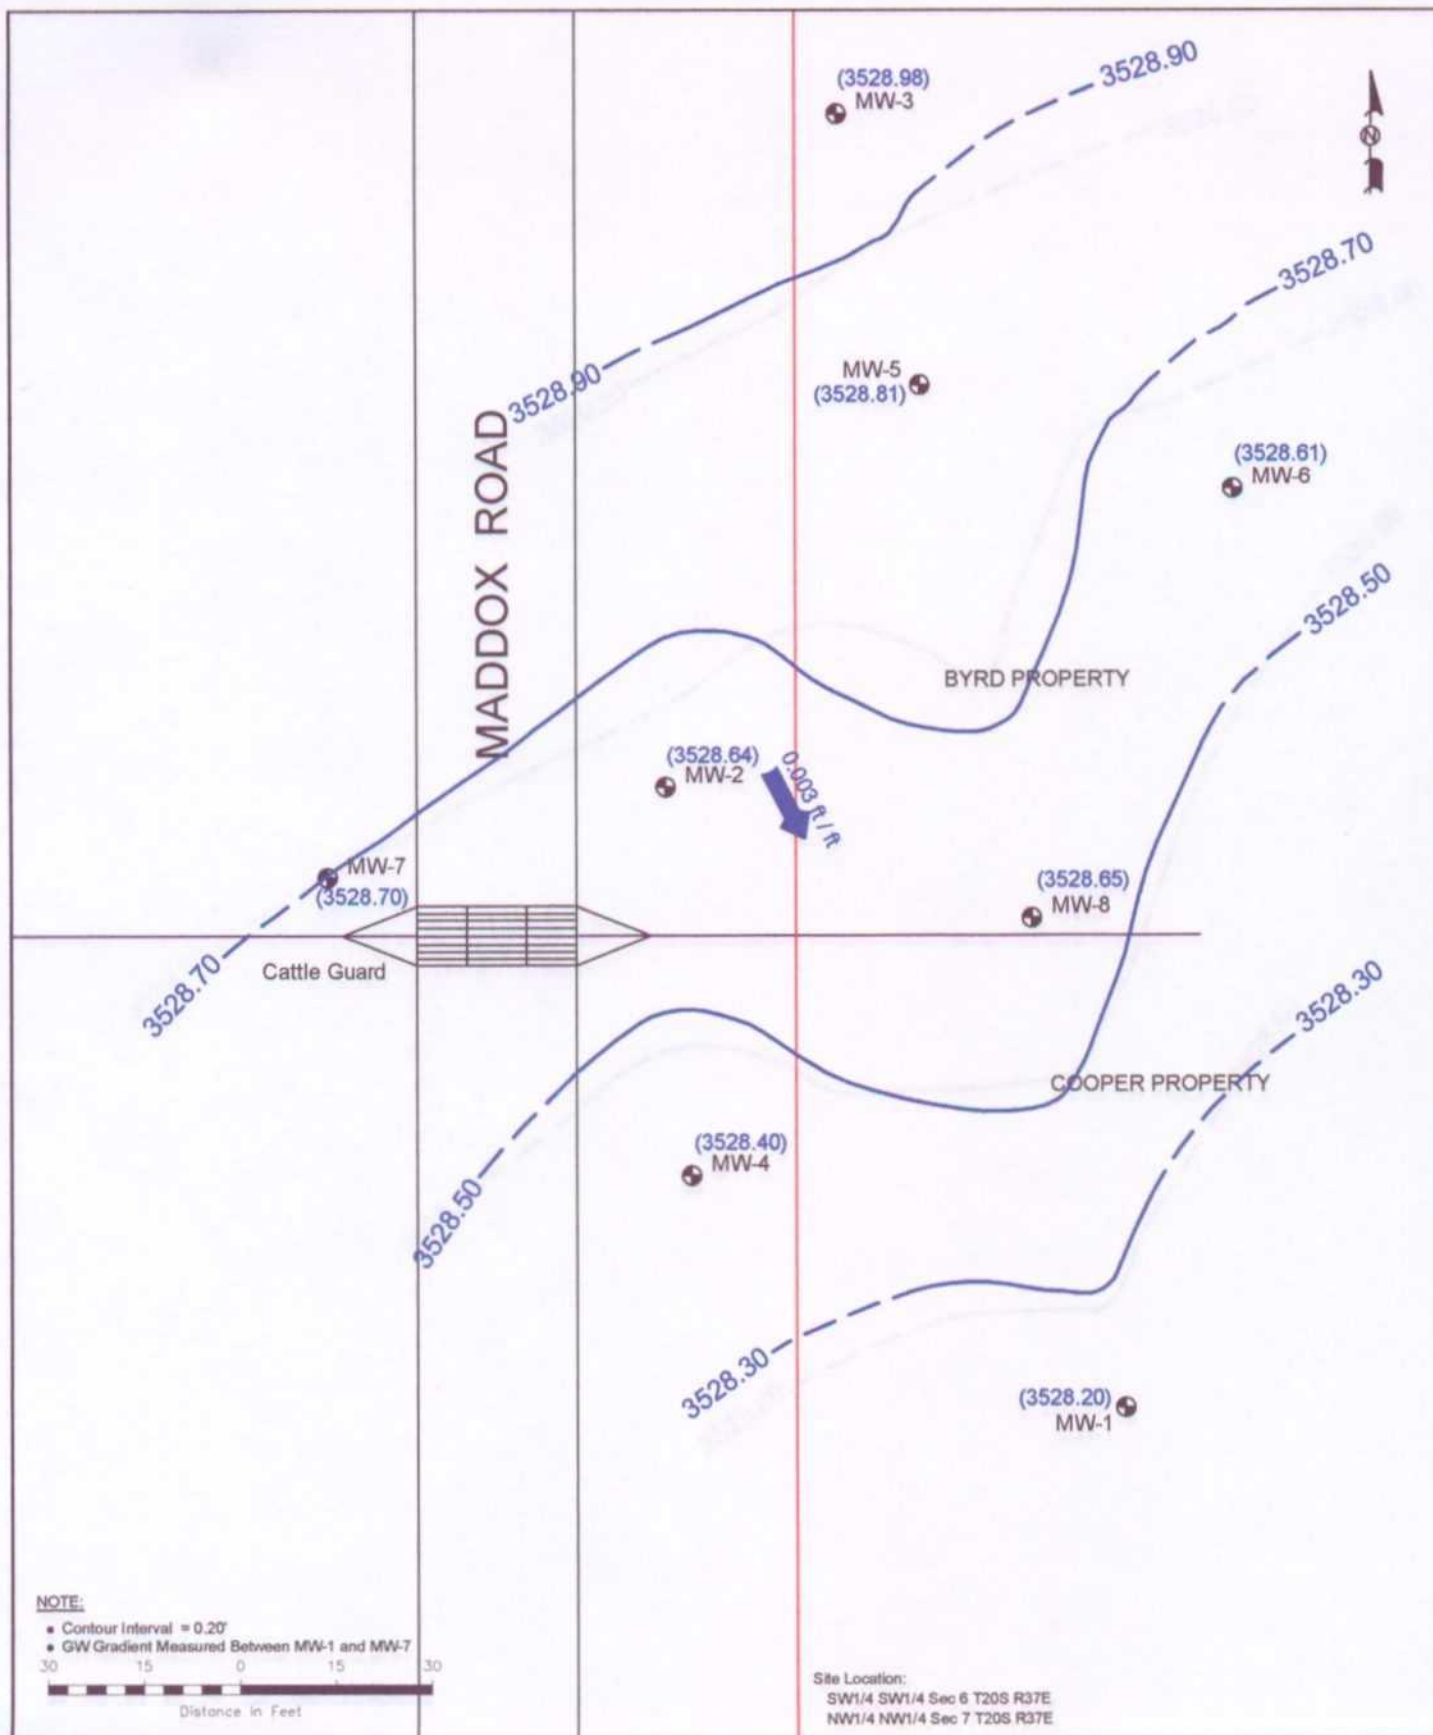 3528.90
(3528.98)
MW-3
N
3528.70
3528.90
MW-5
(3528.81)
(3528.61)
MW-6
MADDOX ROAD
3528.50
BYRD PROPERTY
(3528.64)
MW-2
0.003 ft / ft
MW-7
(3528.70)
(3528.65)
MW-8
3528.70
Cattle Guard
3528.30
COOPER PROPERTY
(3528.40)
MW-4
3528.50
3528.30
(3528.20)
MW-1
NOTE:
• Contour Interval = 0.20'
• GW Gradient Measured Between MW-1 and MW-7
30 15 0 15 30
Distance in Feet
Site Location:
SW1/4 SW1/4 Sec 6 T20S R37E
NW1/4 NW1/4 Sec 7 T20S R37E